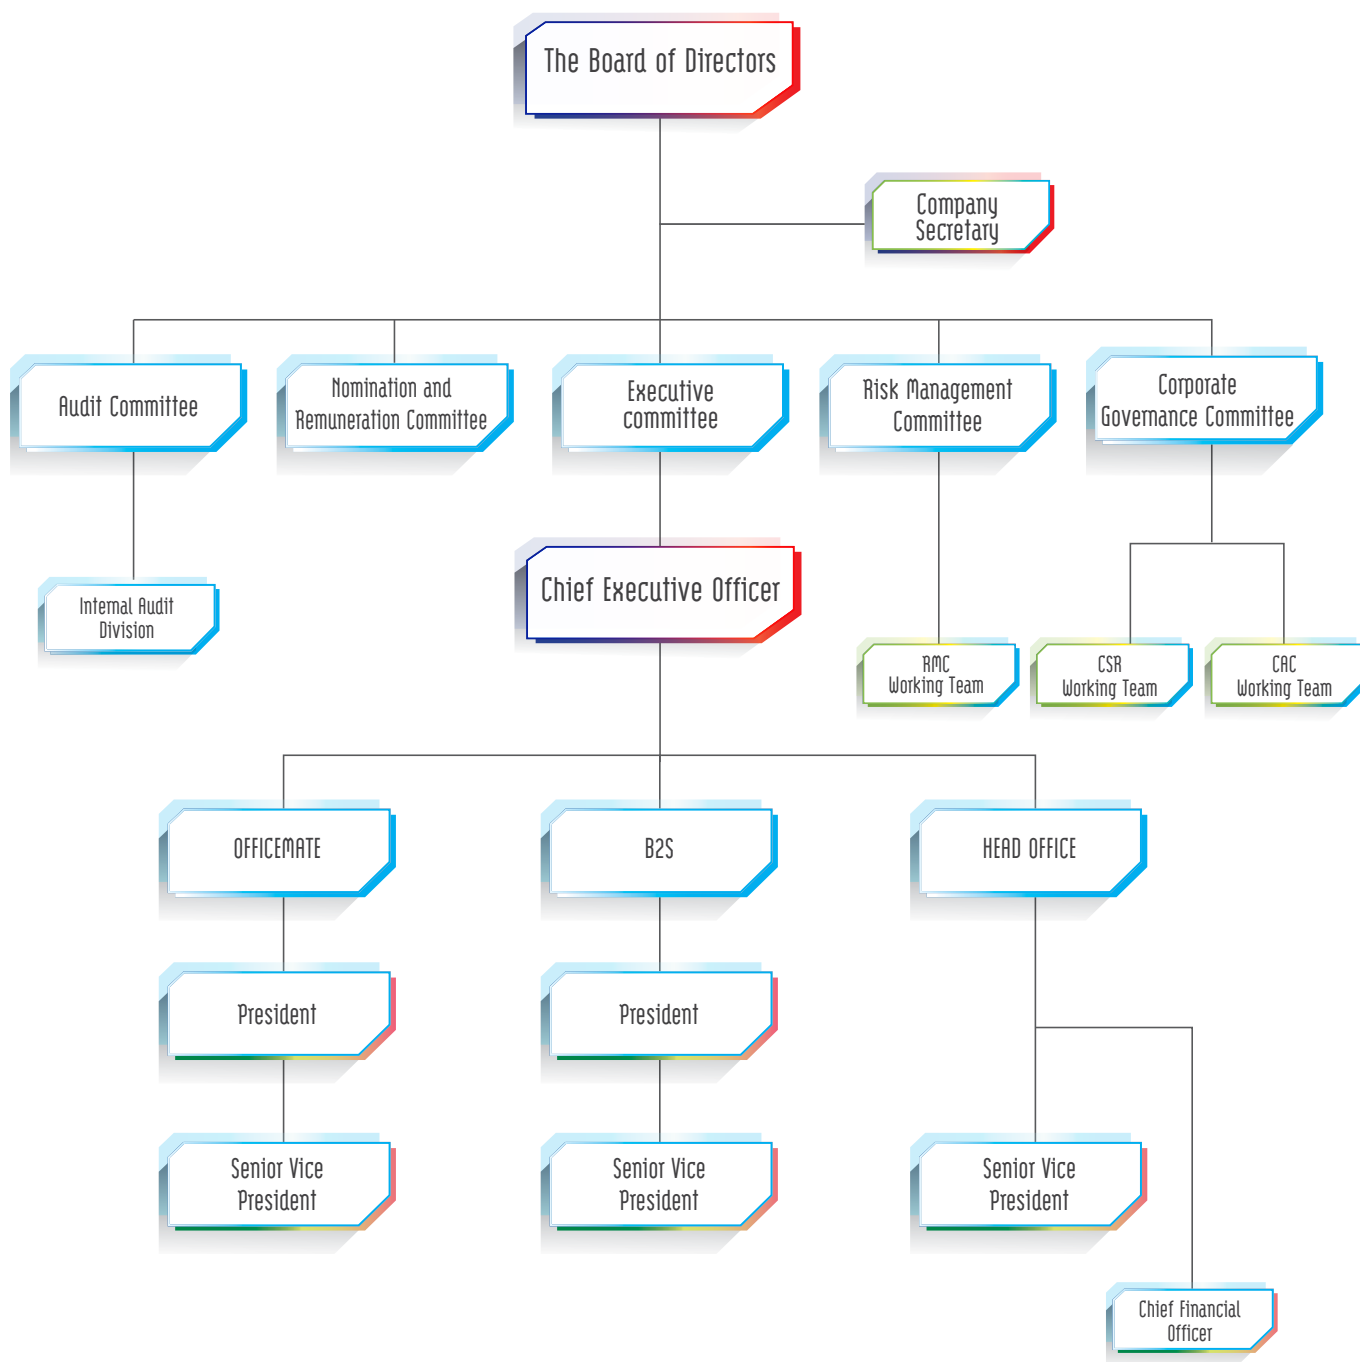 The Board of Directors
Company
Secretary
Audit Committee
Nomination and
Remuneration Committee
Executive
committee
Risk Management
Committee
Corporate
Governance Committee
Chief Executive Officer
Internal Audit
Division
RMC
Working Team
CSR
Working Team
CAC
Working Team
OFFICEMATE
B2S
HEAD OFFICE
President
President
Senior Vice
President
Senior Vice
President
Senior Vice
President
Chief Financial
Officer